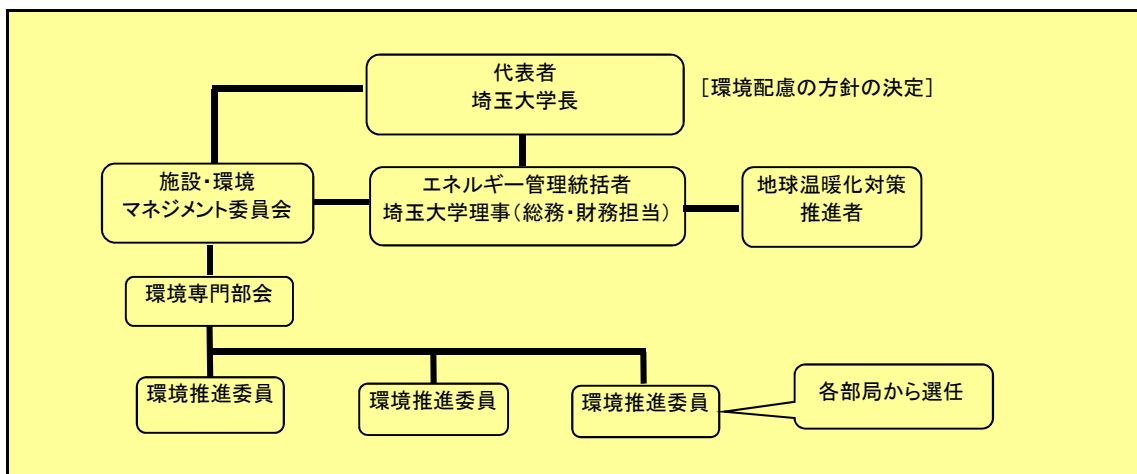 代表者
埼玉大学長
［環境配慮の方針の決定］
施設・環境
マネジメント委員会
エネルギー管理統括者
埼玉大学理事（総務・財務担当）
地球温暖化対策
推進者
環境専門部会
環境推進委員
環境推進委員
環境推進委員
各部局から選任